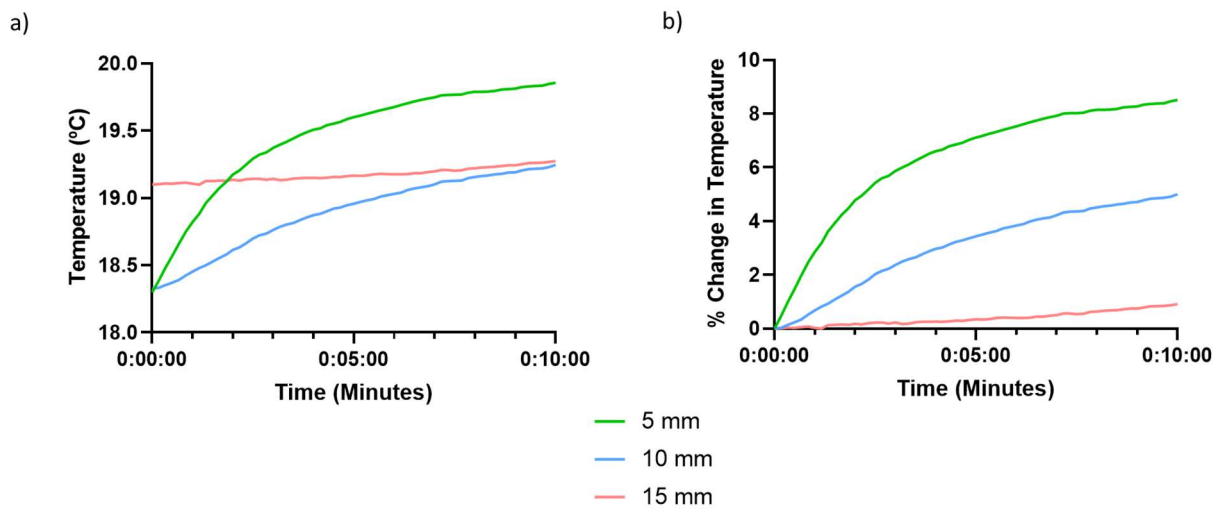 a)
Temperature (ºC)
20.0
19.5
19.0
18.5
18.0
0:00:00
0:05:00
0:10:00
Time (Minutes)
b)
% Change in Temperature
10
8
6
4
2
0
0:00:00
0:05:00
0:10:00
Time (Minutes)
5 mm
10 mm
15 mm